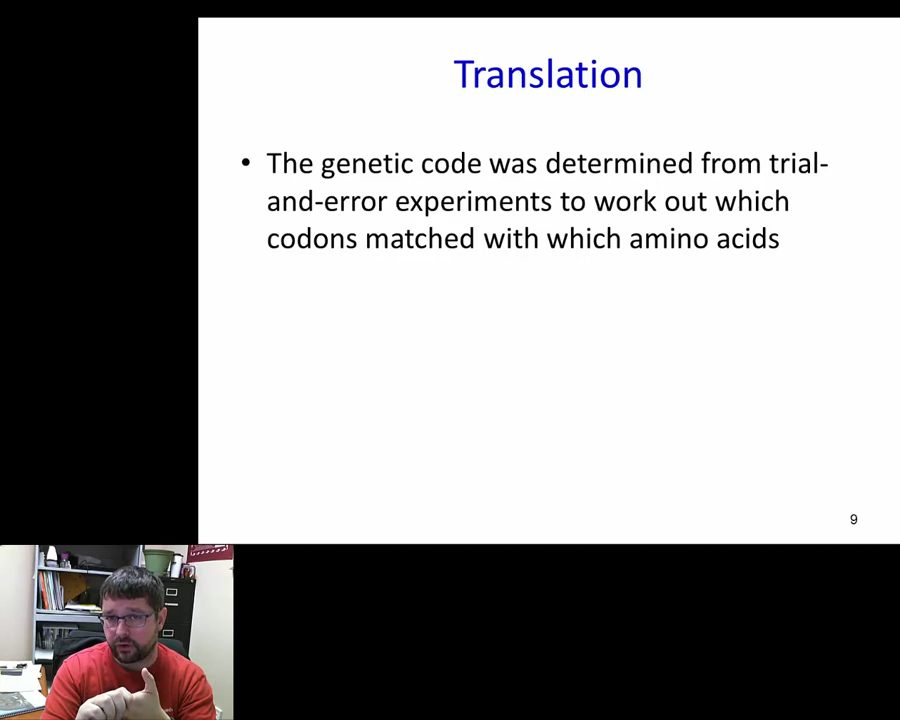 Translation
• The genetic code was determined from trial-
and-error experiments to work out which
codons matched with which amino acids
9